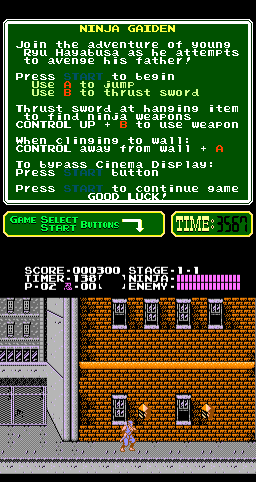 NINJA GAIDEN
Join the adventure of young
Ryu Hayabusa as he attempts
to avenge his father!
Press START to begin
Use A to jump
Use B to thrust sword
Thrust sword at hanging item
to find ninja weapons
CONTROL UP + B to use weapon
When clinging to wall:
CONTROL away from wall + A
To bypass Cinema Display:
Press START button
Press START to continue game
GOOD LUCK!
GAME SELECT
START BUTTONS
TIME: 3567
SCORE-000300 STAGE-1-1
TIMER-130 NINJA-
P-02 -00 ENEMY-